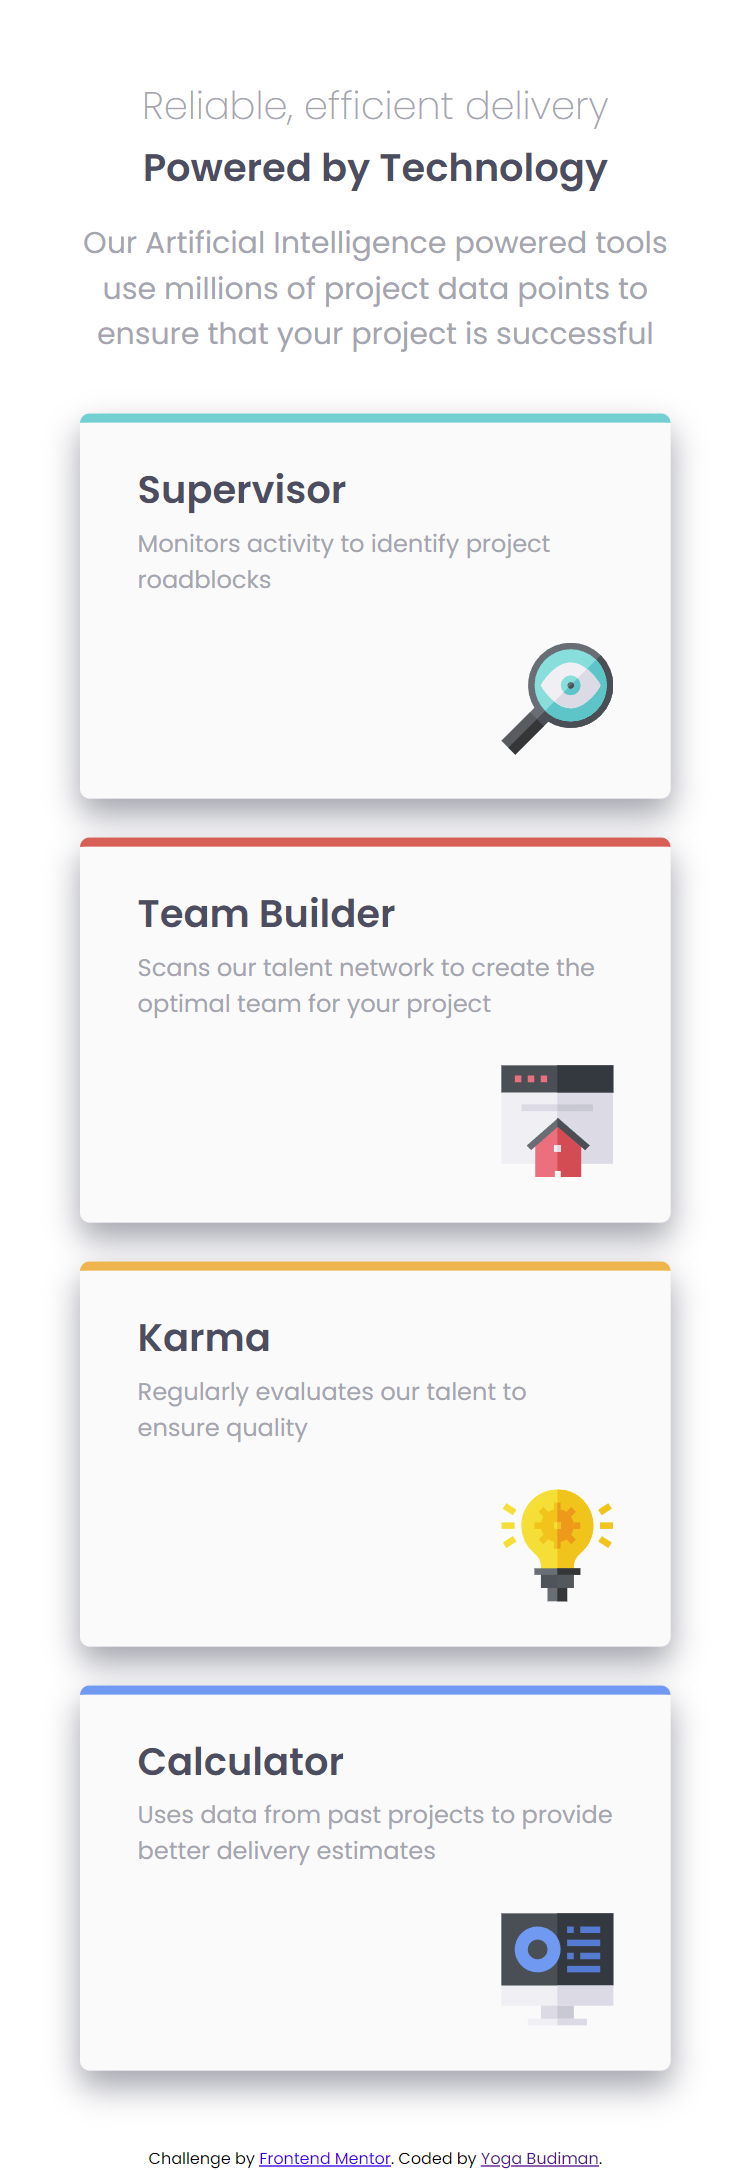 Reliable, efficient delivery
Powered by Technology
Our Artificial Intelligence powered tools
use millions of project data points to
ensure that your project is successful
Supervisor
Monitors activity to identify project
roadblocks
Team Builder
Scans our talent network to create the
optimal team for your project
Karma
Regularly evaluates our talent to
ensure quality
Calculator
Uses data from past projects to provide
better delivery estimates
Challenge by Frontend Mentor. Coded by Yoga Budiman.